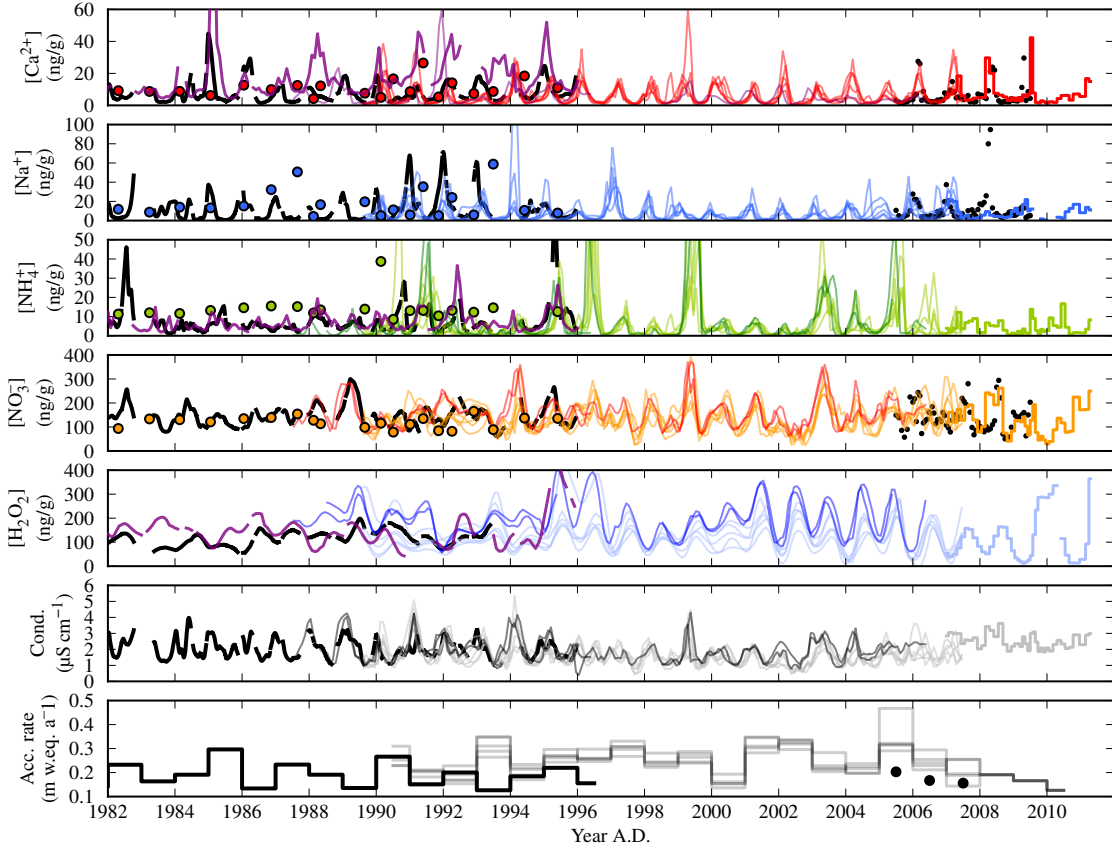 60
40
20
0
[Ca²⁺]
(ng/g)
100
80
60
40
20
0
[Na⁺]
(ng/g)
50
40
30
20
10
0
[NH₄⁺]
(ng/g)
400
300
200
100
0
[NO₃⁻]
(ng/g)
400
300
200
100
0
[H₂O₂]
(ng/g)
6
5
4
3
2
1
0
Cond.
(µS cm⁻¹)
0.5
0.4
0.3
0.2
0.1
Acc. rate
(m w.eq. a⁻¹)
1982 1984 1986 1988 1990 1992 1994 1996 1998 2000 2002 2004 2006 2008 2010
Year A.D.